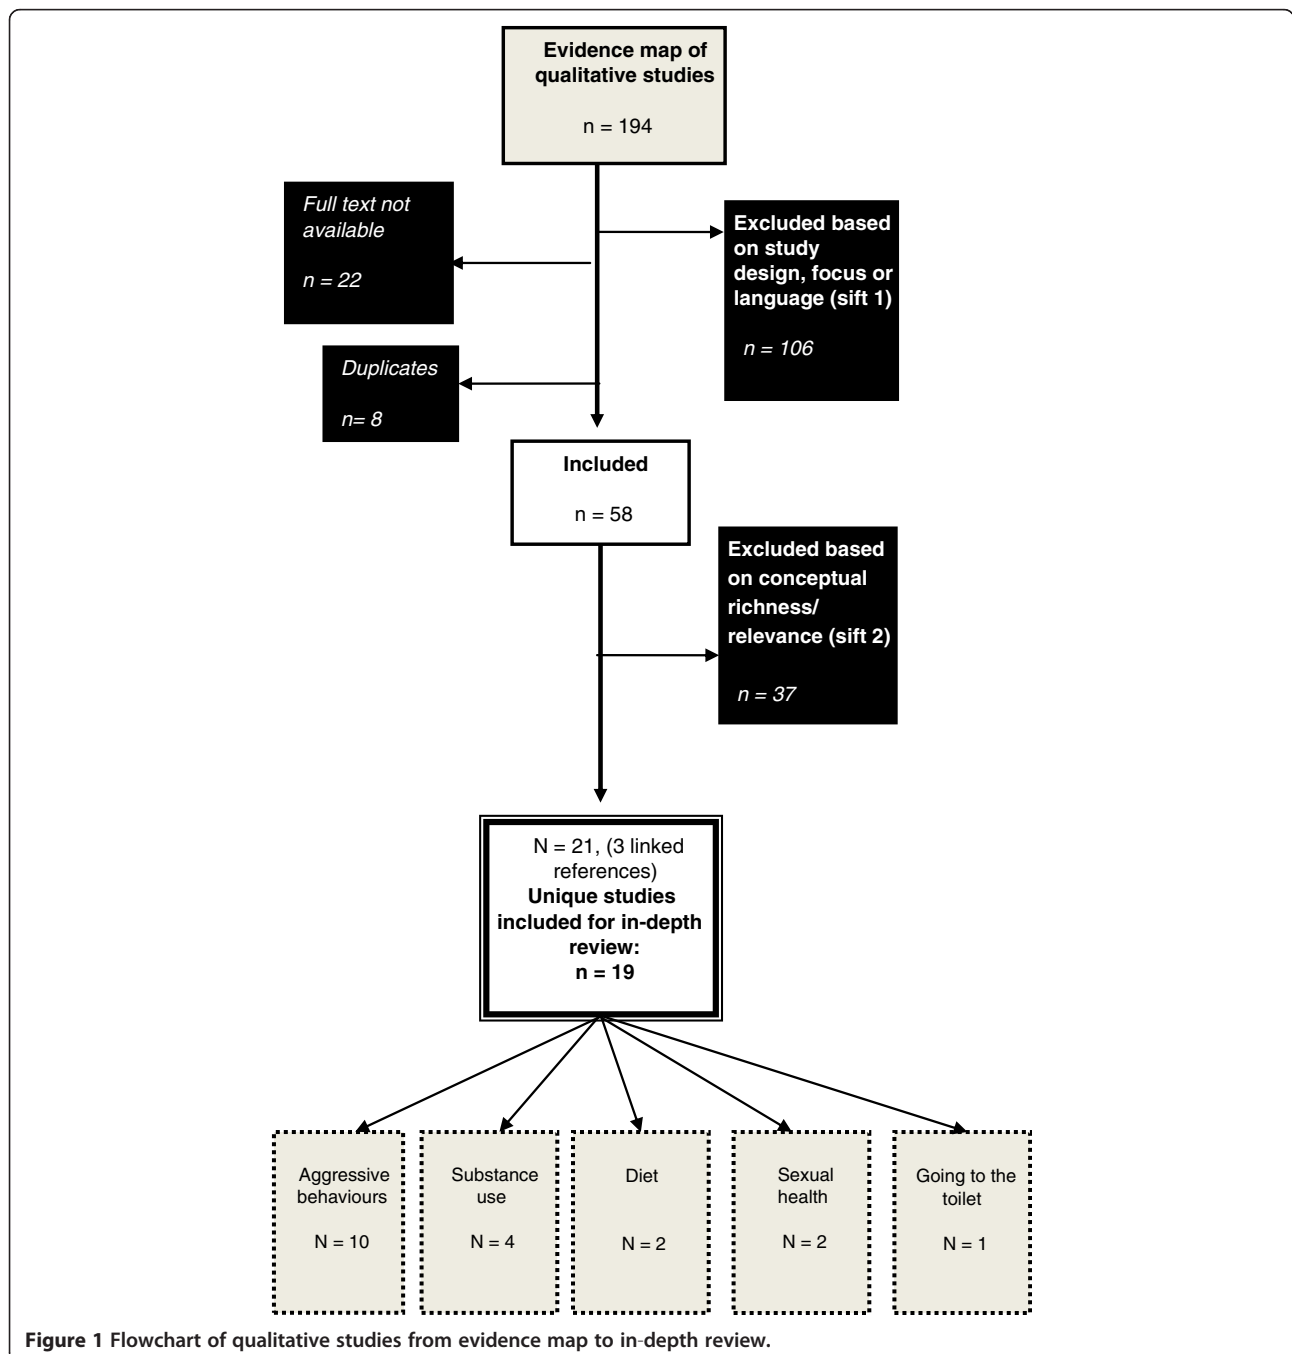 Evidence map of
qualitative studies
n = 194
Full text not
available
n = 22
Excluded based
on study
design, focus or
language (sift 1)
n = 106
Duplicates
n= 8
Included
n = 58
Excluded based
on conceptual
richness/
relevance (sift 2)
n = 37
N = 21, (3 linked
references)
Unique studies
included for in-depth
review:
n = 19
Aggressive
behaviours
N = 10
Substance
use
N = 4
Diet
N = 2
Sexual
health
N = 2
Going to the
toilet
N = 1
Figure 1 Flowchart of qualitative studies from evidence map to in-depth review.